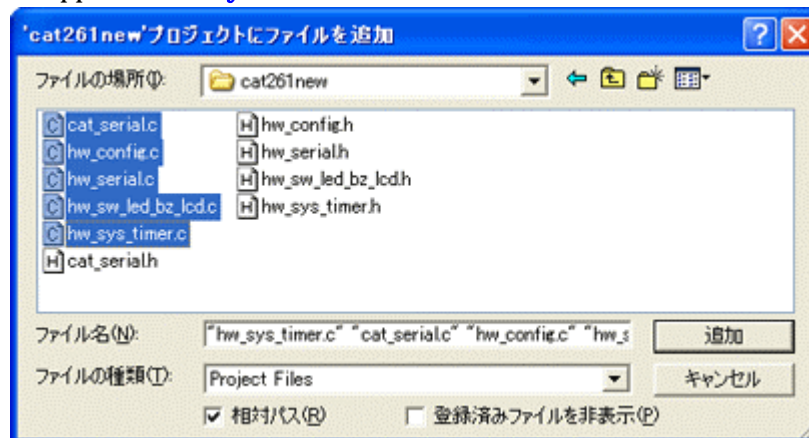 'cat261new'プロジェクトにファイルを追加
ファイルの場所(I): cat261new
cat_serial.c hw_config.h
hw_config.c hw_serial.h
hw_serial.c hw_sw_led_bz_lcd.h
hw_sw_led_bz_lcd.c hw_sys_timer.h
hw_sys_timer.c
cat_serial.h
ファイル名(N): "hw_sys_timer.c" "cat_serial.c" "hw_config.c" "hw_s 追加
ファイルの種類(T): Project Files キャンセル
相対パス(R) 登録済みファイルを非表示(P)